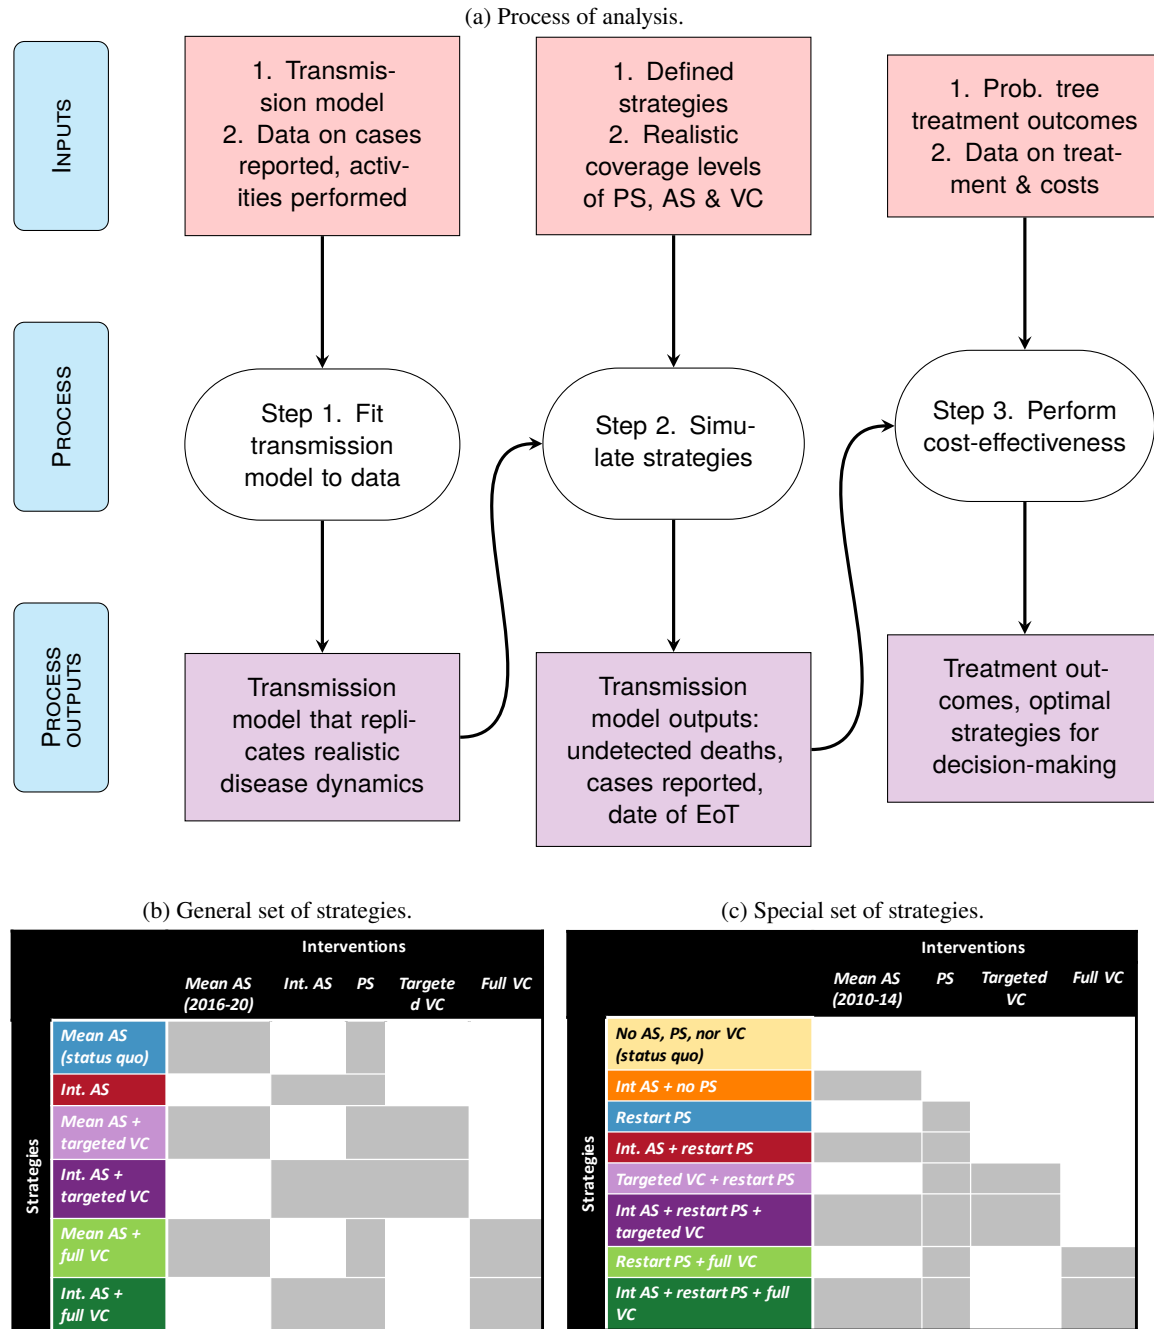 (a) Process of analysis.
INPUTS
1. Transmis-
sion model
2. Data on cases
reported, activ-
ities performed
1. Defined
strategies
2. Realistic
coverage levels
of PS, AS & VC
1. Prob. tree
treatment outcomes
2. Data on treat-
ment & costs
PROCESS
Step 1. Fit
transmission
model to data
Step 2. Simu-
late strategies
Step 3. Perform
cost-effectiveness
PROCESS
OUTPUTS
Transmission
model that repli-
cates realistic
disease dynamics
Transmission
model outputs:
undetected deaths,
cases reported,
date of EoT
Treatment out-
comes, optimal
strategies for
decision-making
(b) General set of strategies.
Interventions
Mean AS
(2016-20)
Int. AS
PS
Targete
d VC
Full VC
Strategies
Mean AS
(status quo)
Int. AS
Mean AS +
targeted VC
Int. AS +
targeted VC
Mean AS +
full VC
Int. AS +
full VC
(c) Special set of strategies.
Interventions
Mean AS
(2010-14)
PS
Targeted
VC
Full VC
Strategies
No AS, PS, nor VC
(status quo)
Int AS + no PS
Restart PS
Int. AS + restart PS
Targeted VC + restart PS
Int AS + restart PS +
targeted VC
Restart PS + full VC
Int AS + restart PS + full
VC